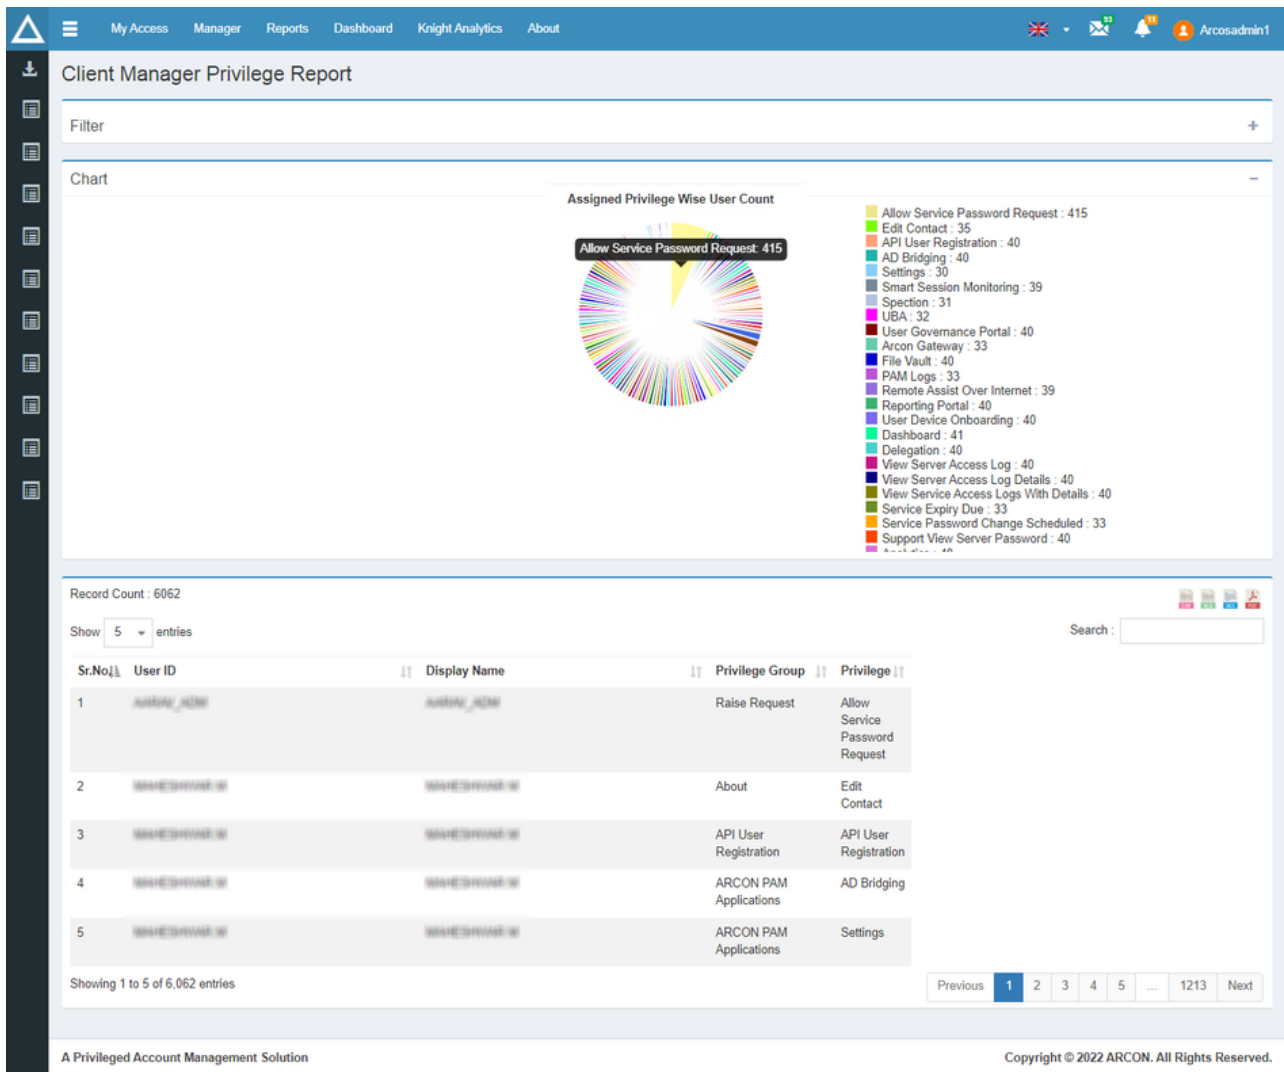 My Access Manager Reports Dashboard Knight Analytics About 93 11 Arcosadmin1
Client Manager Privilege Report
Filter
Chart
Assigned Privilege Wise User Count
Allow Service Password Request: 415
Allow Service Password Request : 415
Edit Contact : 35
API User Registration : 40
AD Bridging : 40
Settings : 30
Smart Session Monitoring : 39
Spection : 31
UBA : 32
User Governance Portal : 40
Arcon Gateway : 33
File Vault : 40
PAM Logs : 33
Remote Assist Over Internet : 39
Reporting Portal : 40
User Device Onboarding : 40
Dashboard : 41
Delegation : 40
View Server Access Log : 40
View Server Access Log Details : 40
View Service Access Logs With Details : 40
Service Expiry Due : 33
Service Password Change Scheduled : 33
Support View Server Password : 40
Record Count : 6062
Show 5 entries
Search :
Sr.No. User ID Display Name Privilege Group Privilege
1 Raise Request Allow
Service
Password
Request
2 About Edit
Contact
3 API User API User
Registration Registration
4 ARCON PAM AD Bridging
Applications
5 ARCON PAM Settings
Applications
Showing 1 to 5 of 6,062 entries
Previous 1 2 3 4 5 ... 1213 Next
A Privileged Account Management Solution
Copyright © 2022 ARCON. All Rights Reserved.